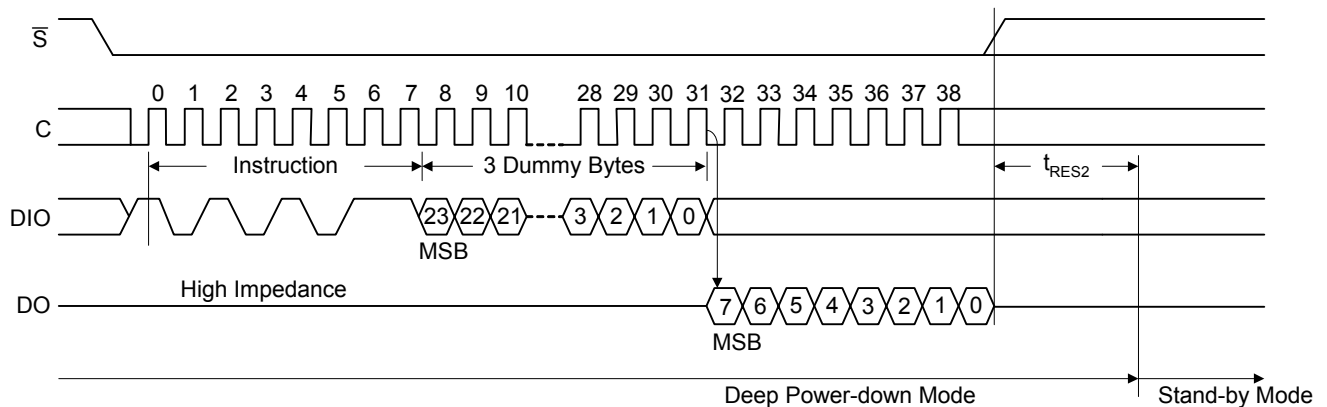 S
0 1 2 3 4 5 6 7 8 9 10 28 29 30 31 32 33 34 35 36 37 38
C
Instruction 3 Dummy Bytes tRES2
DIO 23 22 21 3 2 1 0
MSB
High Impedance
DO 7 6 5 4 3 2 1 0
MSB
Deep Power-down Mode Stand-by Mode